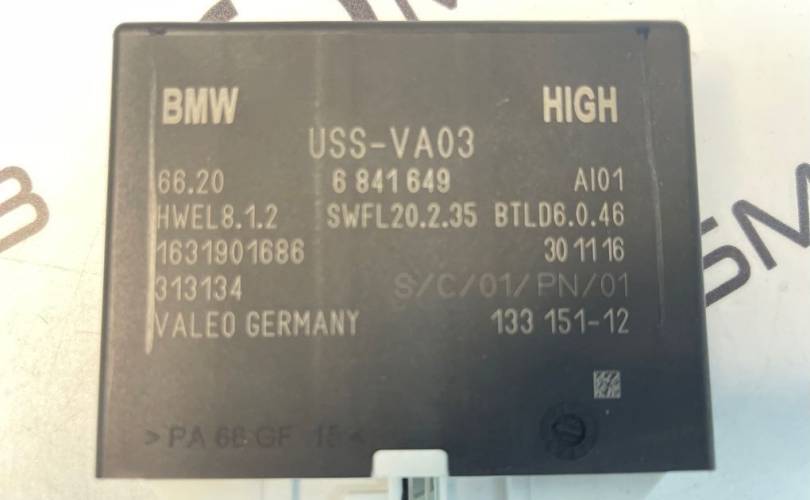 BMW HIGH
USS-VA03
66.20 6 841 649 AI01
HWEL8.1.2 SWFL20.2.35 BTLD6.0.46
1631901686 30 11 16
313134 S/C/01/PN/01
VALEO GERMANY 133 151-12
> PA 66 GF 15 <